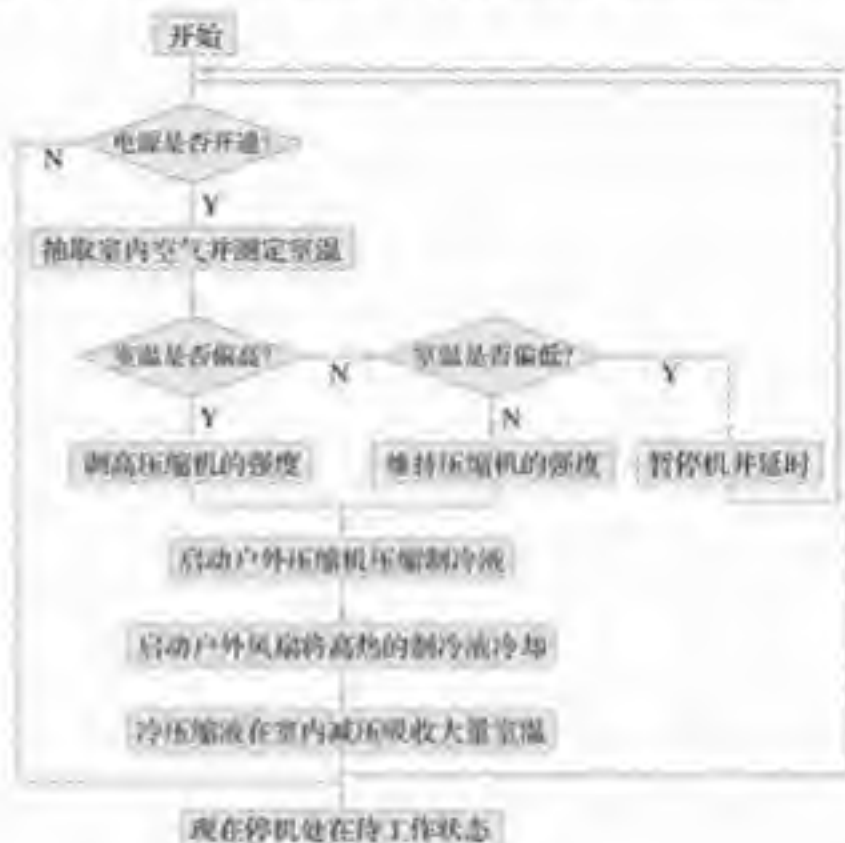 开始
电源是否开通?
N
Y
抽取室内空气并测定室温
室温是否偏高?
N
室温是否偏低?
Y
Y
N
调高压缩机的强度
维持压缩机的强度
暂停机并延时
启动户外压缩机压缩制冷液
启动户外风扇将高热的制冷液冷却
冷压缩液在室内减压吸收大量室温
现在停机处在待工作状态